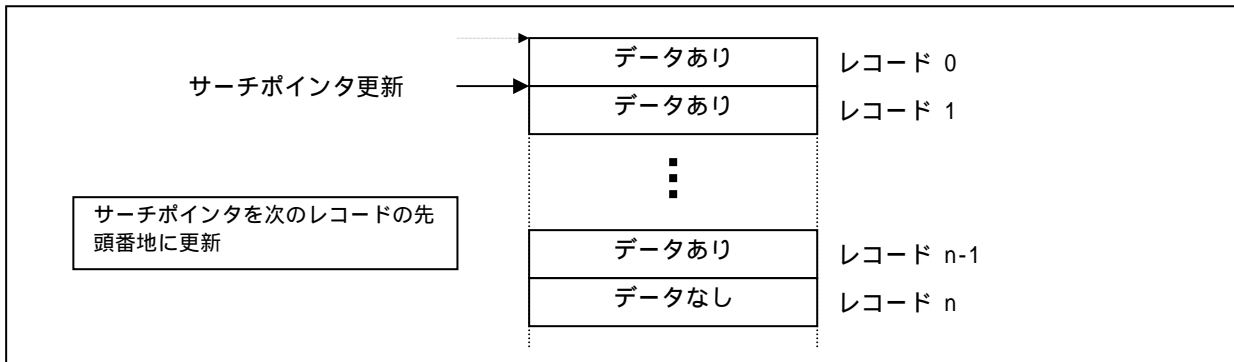 データあり レコード 0
サーチポインタ更新
データあり レコード 1
サーチポインタを次のレコードの先
頭番地に更新
データあり レコード n-1
データなし レコード n